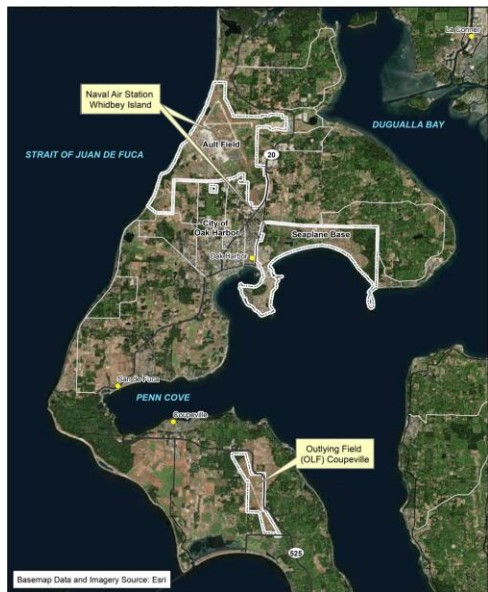 La Conner
Naval Air Station
Whidbey Island
DUGUALLA BAY
Ault Field
STRAIT OF JUAN DE FUCA
20
City of
Oak Harbor
Seaplane Base
Oak Harbor
San de Fuca
PENN COVE
Coupeville
Outlying Field
(OLF) Coupeville
525
Basemap Data and Imagery Source: Esri